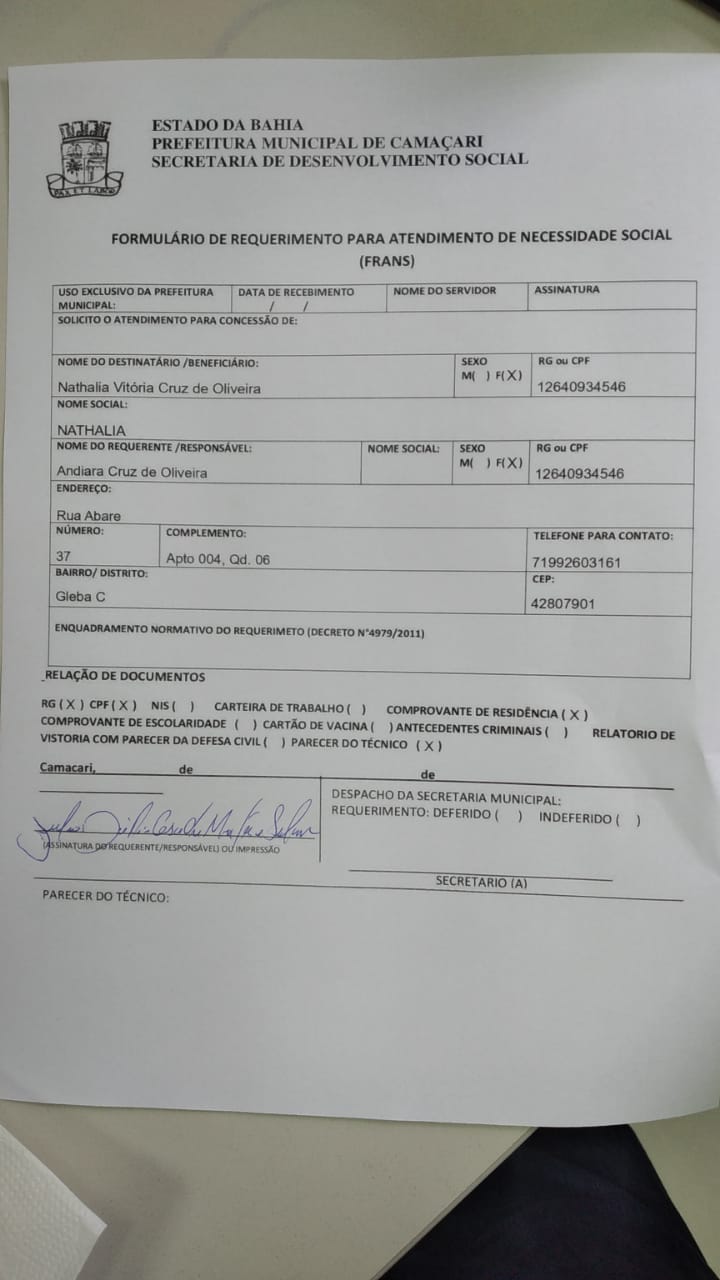 PAX ET LABOR
ESTADO DA BAHIA
PREFEITURA MUNICIPAL DE CAMAÇARI
SECRETARIA DE DESENVOLVIMENTO SOCIAL
FORMULÁRIO DE REQUERIMENTO PARA ATENDIMENTO DE NECESSIDADE SOCIAL
(FRANS)
USO EXCLUSIVO DA PREFEITURA MUNICIPAL:
DATA DE RECEBIMENTO
/ /
NOME DO SERVIDOR
ASSINATURA
SOLICITO O ATENDIMENTO PARA CONCESSÃO DE:
NOME DO DESTINATÁRIO /BENEFICIÁRIO:
Nathalia Vitória Cruz de Oliveira
SEXO
M( ) F(X)
RG ou CPF
12640934546
NOME SOCIAL:
NATHALIA
NOME DO REQUERENTE /RESPONSÁVEL:
Andiara Cruz de Oliveira
NOME SOCIAL:
SEXO
M( ) F(X)
RG ou CPF
12640934546
ENDEREÇO:
Rua Abare
NÚMERO:
37
COMPLEMENTO:
Apto 004, Qd. 06
TELEFONE PARA CONTATO:
71992603161
BAIRRO/ DISTRITO:
Gleba C
CEP:
42807901
ENQUADRAMENTO NORMATIVO DO REQUERIMETO (DECRETO N°4979/2011)
RELAÇÃO DE DOCUMENTOS
RG (X) CPF (X) NIS ( ) CARTEIRA DE TRABALHO ( ) COMPROVANTE DE RESIDÊNCIA (X)
COMPROVANTE DE ESCOLARIDADE ( ) CARTÃO DE VACINA ( ) ANTECEDENTES CRIMINAIS ( ) RELATORIO DE
VISTORIA COM PARECER DA DEFESA CIVIL ( ) PARECER DO TÉCNICO (X)
Camacari, de de
(ASSINATURA DO REQUERENTE/RESPONSÁVEL) OU IMPRESSÃO
DESPACHO DA SECRETARIA MUNICIPAL:
REQUERIMENTO: DEFERIDO ( ) INDEFERIDO ( )
SECRETARIO (A)
PARECER DO TÉCNICO: